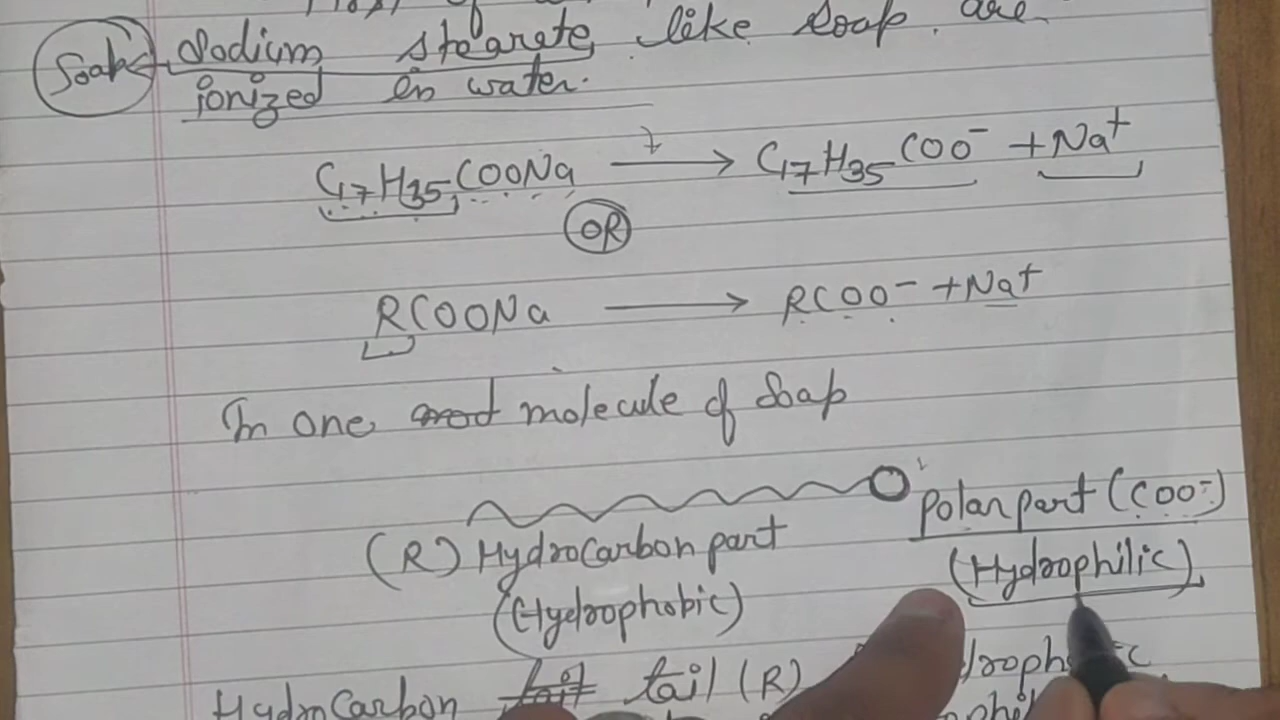 like soap are
Soap - Sodium stearate
ionized in water.
C17H35COONa ⟶ C17H35COO⁻ + Na⁺
OR
RCOONa ⟶ RCOO⁻ + Na⁺
In one molecule of Soap
Polar part (COO⁻)
(R) Hydrocarbon part
(Hydrophilic)
(Hydrophobic)
HydroCarbon tail (R)